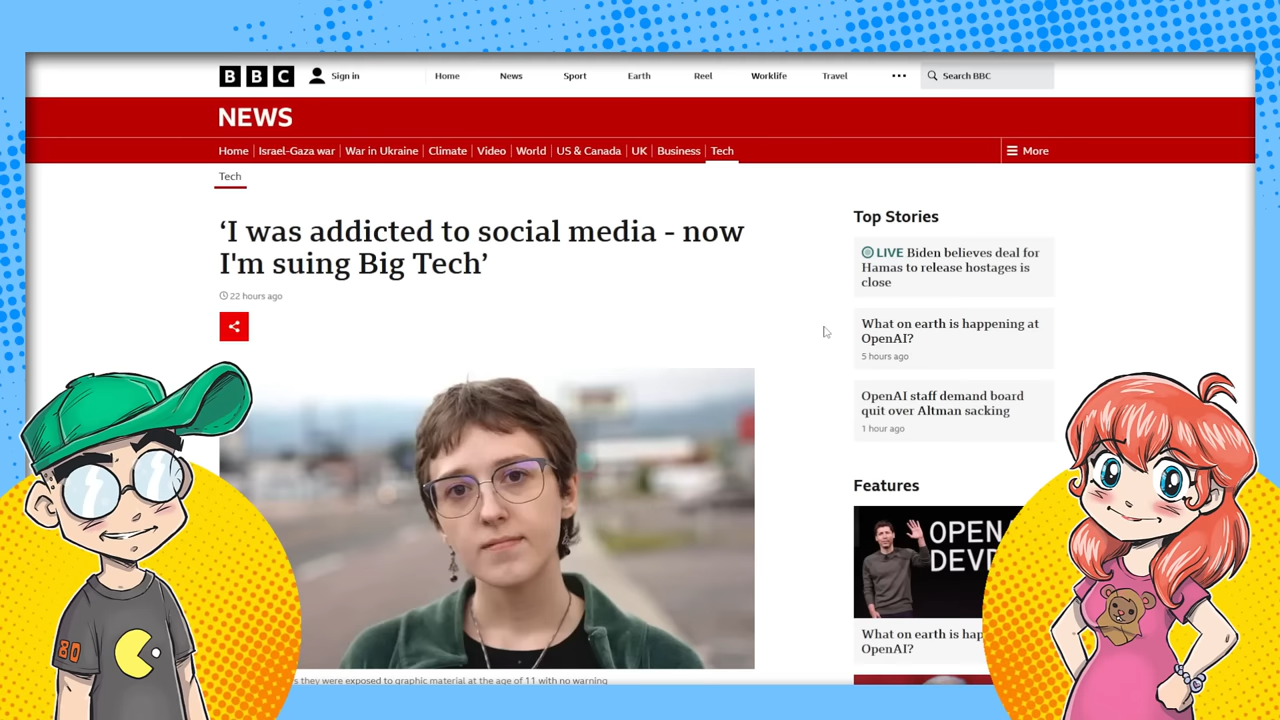 BBC
Sign in
Home
News
Sport
Earth
Reel
Worklife
Travel
Search BBC
NEWS
Home
Israel-Gaza war
War in Ukraine
Climate
Video
World
US & Canada
UK
Business
Tech
More
Tech
‘I was addicted to social media - now
I'm suing Big Tech’
22 hours ago
they were exposed to graphic material at the age of 11 with no warning
Top Stories
LIVE Biden believes deal for
Hamas to release hostages is
close
What on earth is happening at
OpenAI?
5 hours ago
OpenAI staff demand board
quit over Altman sacking
1 hour ago
Features
OPEN
DEV
What on earth is hap
OpenAI?
80